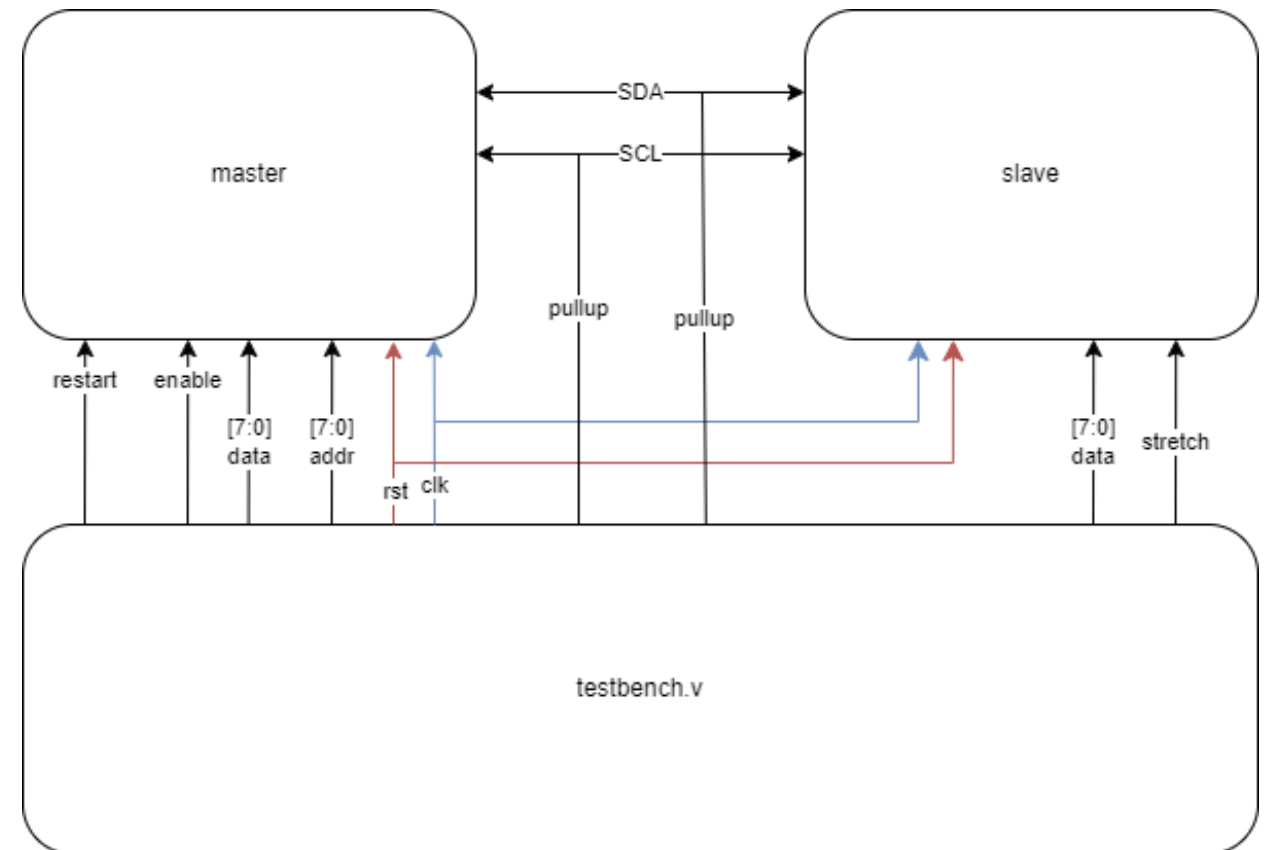 SDA
SCL
master
slave
pullup
pullup
restart
enable
[7:0]
data
[7:0]
addr
rst
clk
[7:0]
data
stretch
testbench.v